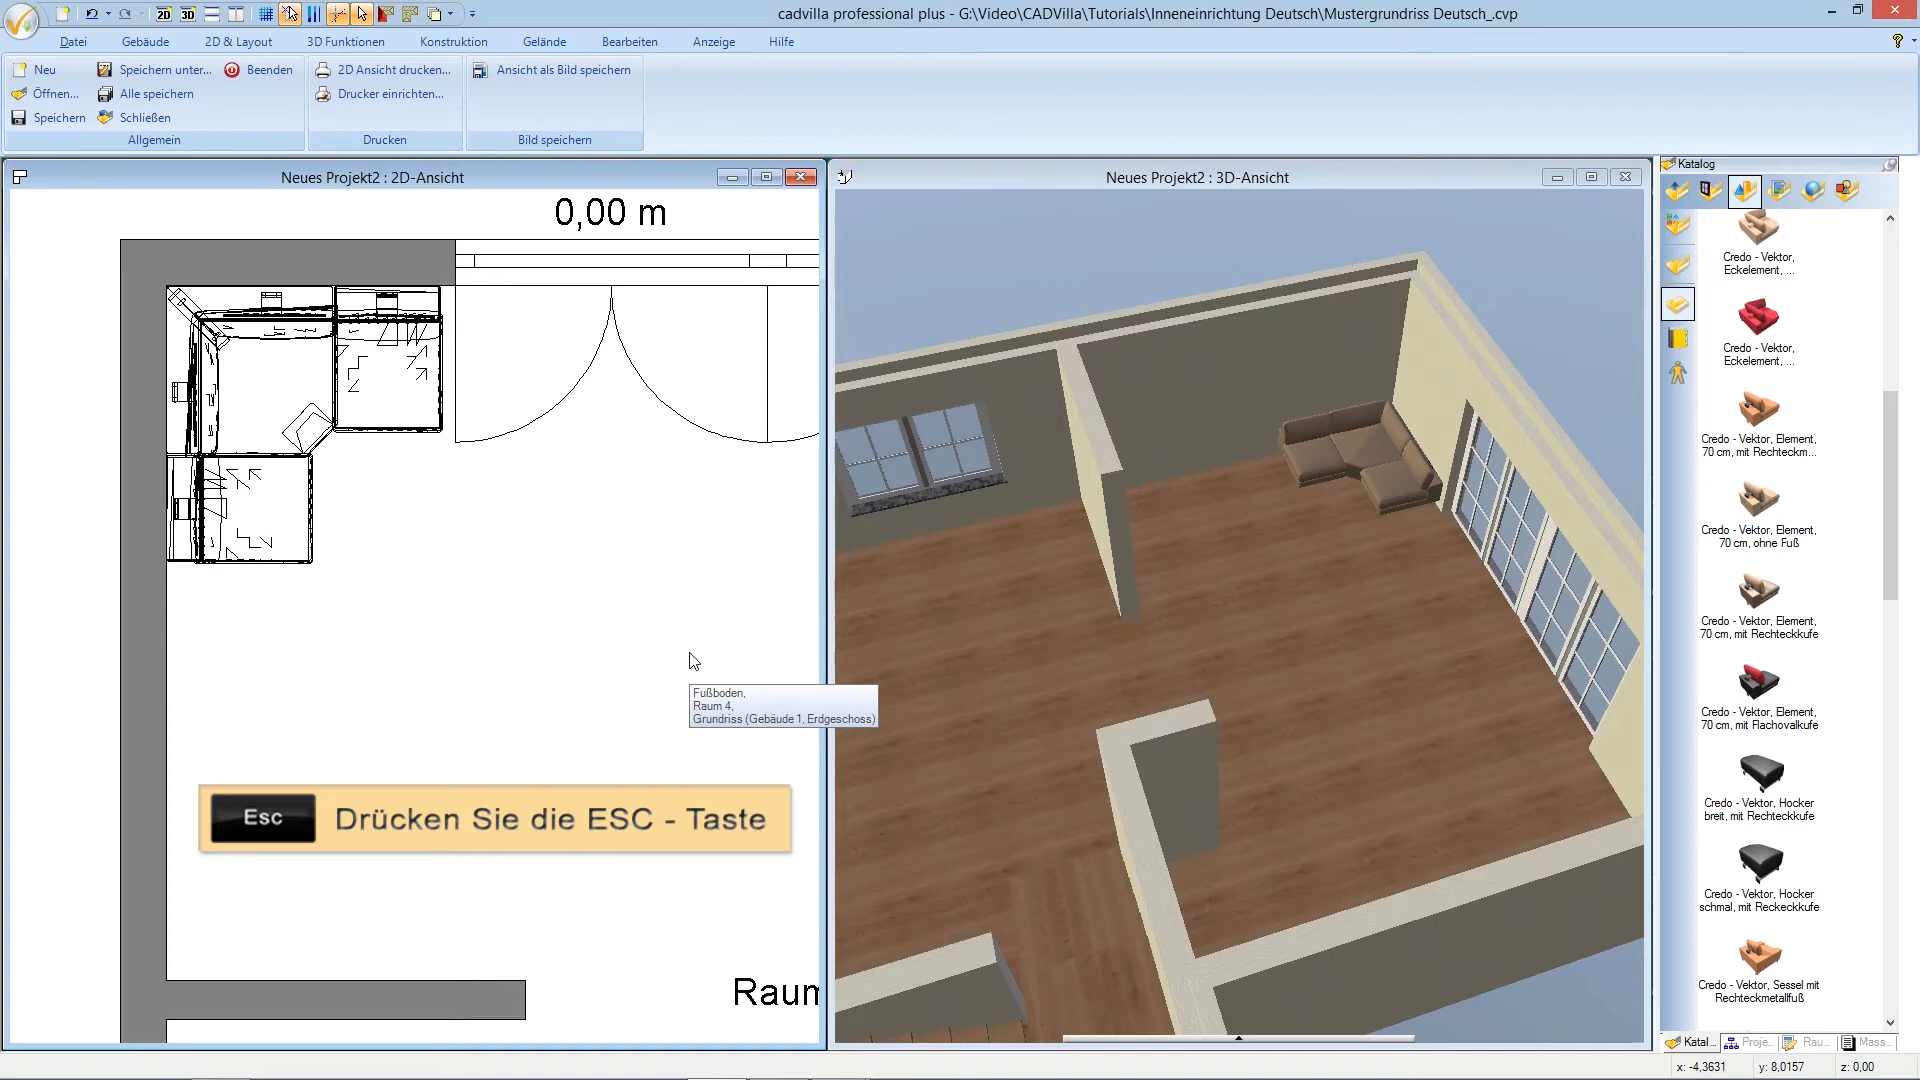 2D 3D
cadvilla professional plus - G:\Video\CADVilla\Tutorials\Inneneinrichtung Deutsch\Mustergrundriss Deutsch_.cvp
Datei Gebäude 2D & Layout 3D Funktionen Konstruktion Gelände Bearbeiten Anzeige Hilfe
Neu Speichern unter... Beenden 2D Ansicht drucken... Ansicht als Bild speichern
Öffnen... Alle speichern Drucker einrichten...
Speichern Schließen
Allgemein Drucken Bild speichern
Neues Projekt2 : 2D-Ansicht
Neues Projekt2 : 3D-Ansicht
Katalog
0,00 m
Fußboden,
Raum 4,
Grundriss (Gebäude 1, Erdgeschoss)
Esc Drücken Sie die ESC - Taste
Raum
Credo - Vektor,
Eckelement, ...
Credo - Vektor,
Eckelement, ...
Credo - Vektor, Element,
70 cm, mit Rechteckm...
Credo - Vektor, Element,
70 cm, ohne Fuß
Credo - Vektor, Element,
70 cm, mit Rechteckkufe
Credo - Vektor, Element,
70 cm, mit Flachovalkufe
Credo - Vektor, Hocker
breit, mit Rechteckkufe
Credo - Vektor, Hocker
schmal, mit Reckeckkufe
Credo - Vektor, Sessel mit
Rechteckmetallfuß
Katal... Proje... Rau... Mass...
x: -4,3631 y: 8,0157 z: 0,00